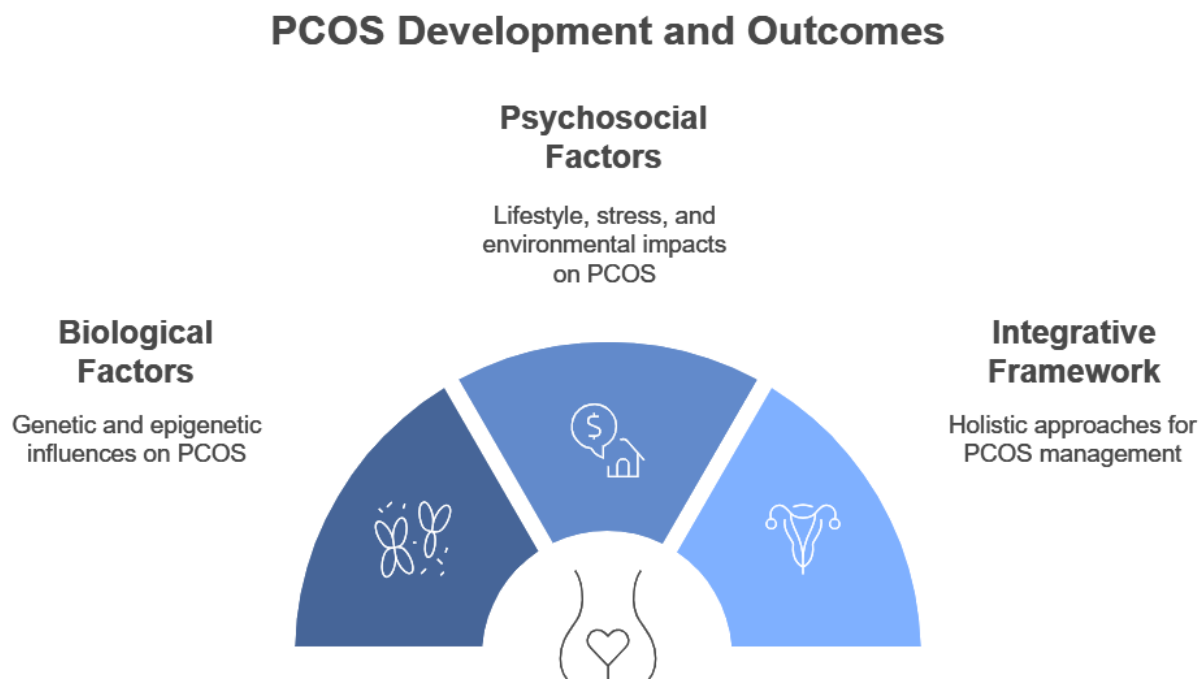 PCOS Development and Outcomes
Psychosocial
Factors
Lifestyle, stress, and
environmental impacts
on PCOS
Biological
Factors
Genetic and epigenetic
influences on PCOS
Integrative
Framework
Holistic approaches for
PCOS management
$